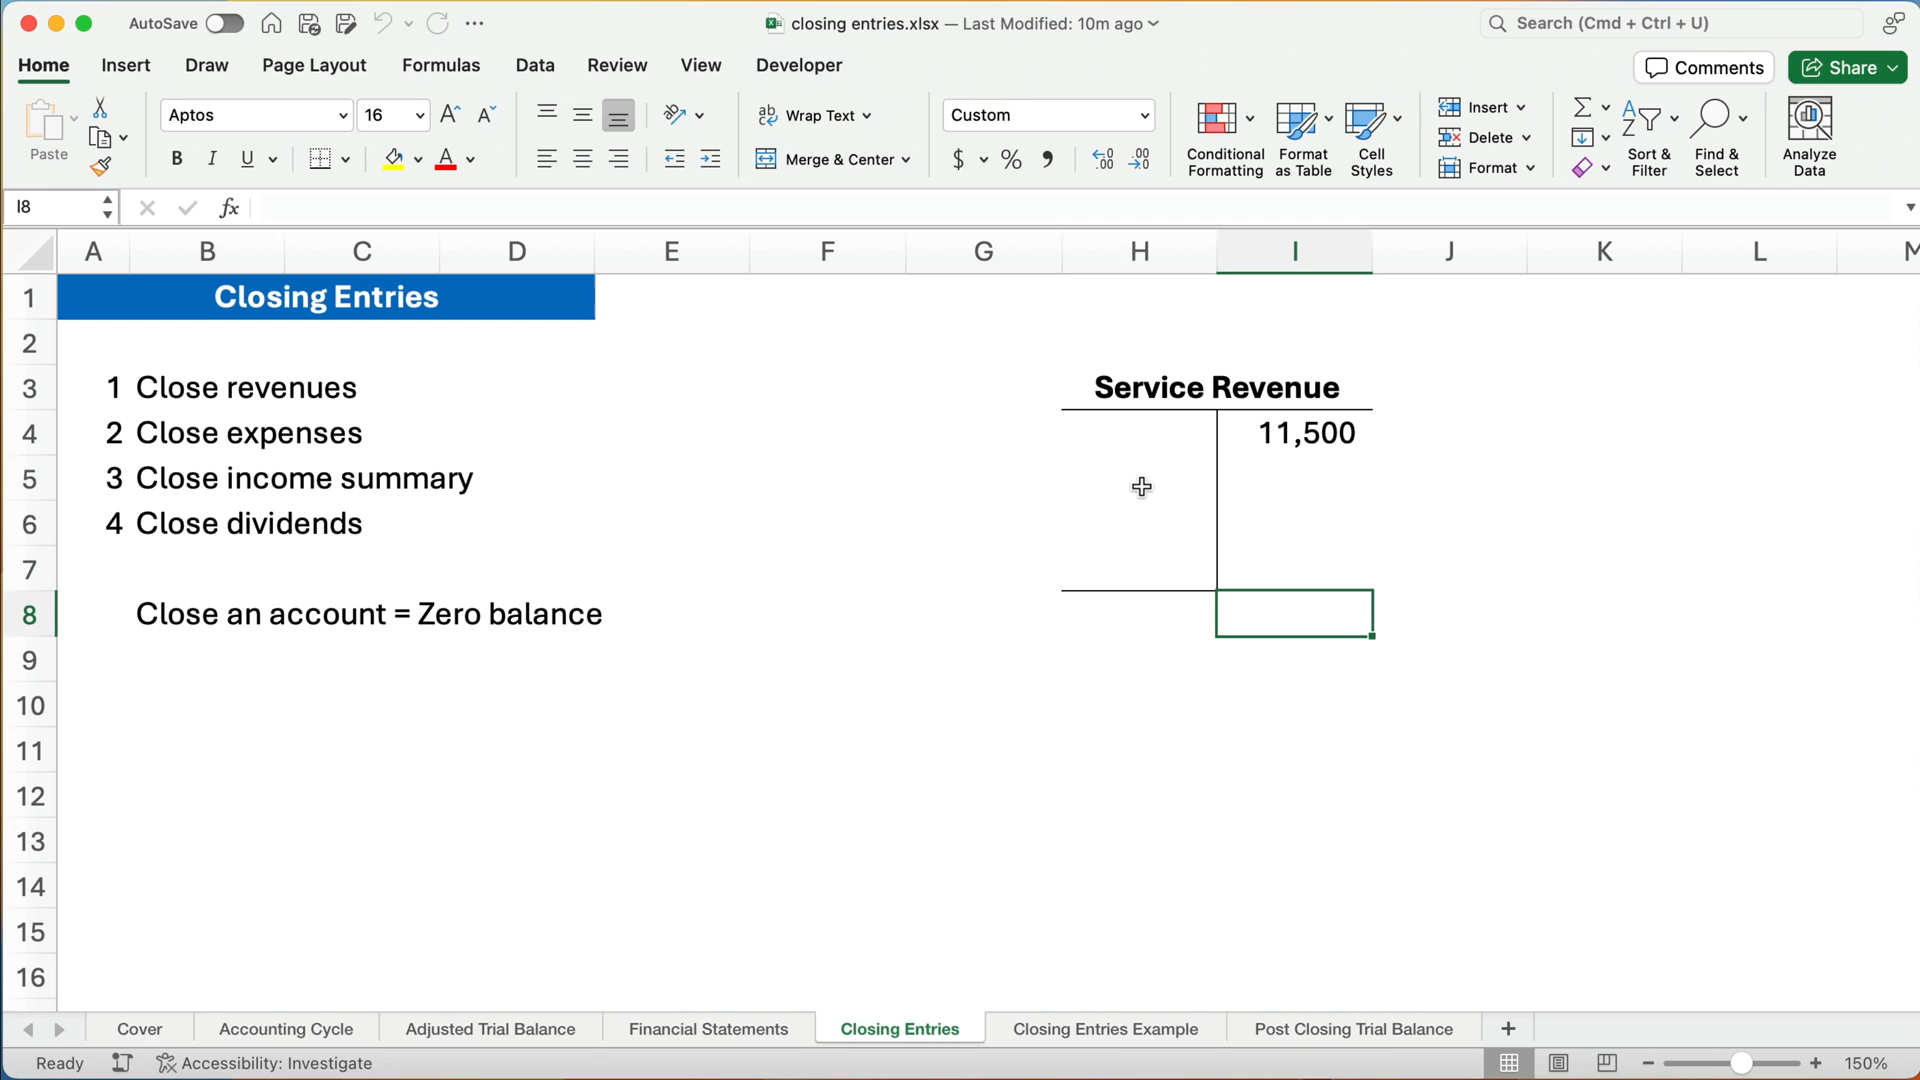 AutoSave
closing entries.xlsx — Last Modified: 10m ago
Search (Cmd + Ctrl + U)
Home Insert Draw Page Layout Formulas Data Review View Developer
Comments Share
Paste
Aptos 16
B I U
A
Wrap Text
Merge & Center
Custom
$ % 9
Conditional Formatting
Format as Table
Cell Styles
Insert
Delete
Format
Sort & Filter
Find & Select
Analyze Data
I8 fx
A B C D E F G H I J K L M
1 Closing Entries
2
3 1 Close revenues Service Revenue
4 2 Close expenses 11,500
5 3 Close income summary
6 4 Close dividends
7
8 Close an account = Zero balance
9
10
11
12
13
14
15
16
Cover Accounting Cycle Adjusted Trial Balance Financial Statements Closing Entries Closing Entries Example Post Closing Trial Balance +
Ready Accessibility: Investigate 150%